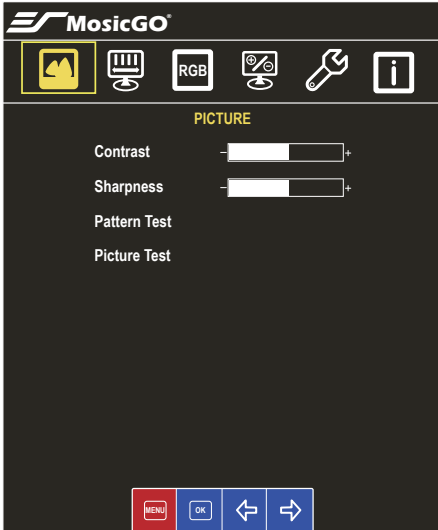 MosicGO®
RGB
i
PICTURE
Contrast - +
Sharpness - +
Pattern Test
Picture Test
MENU OK